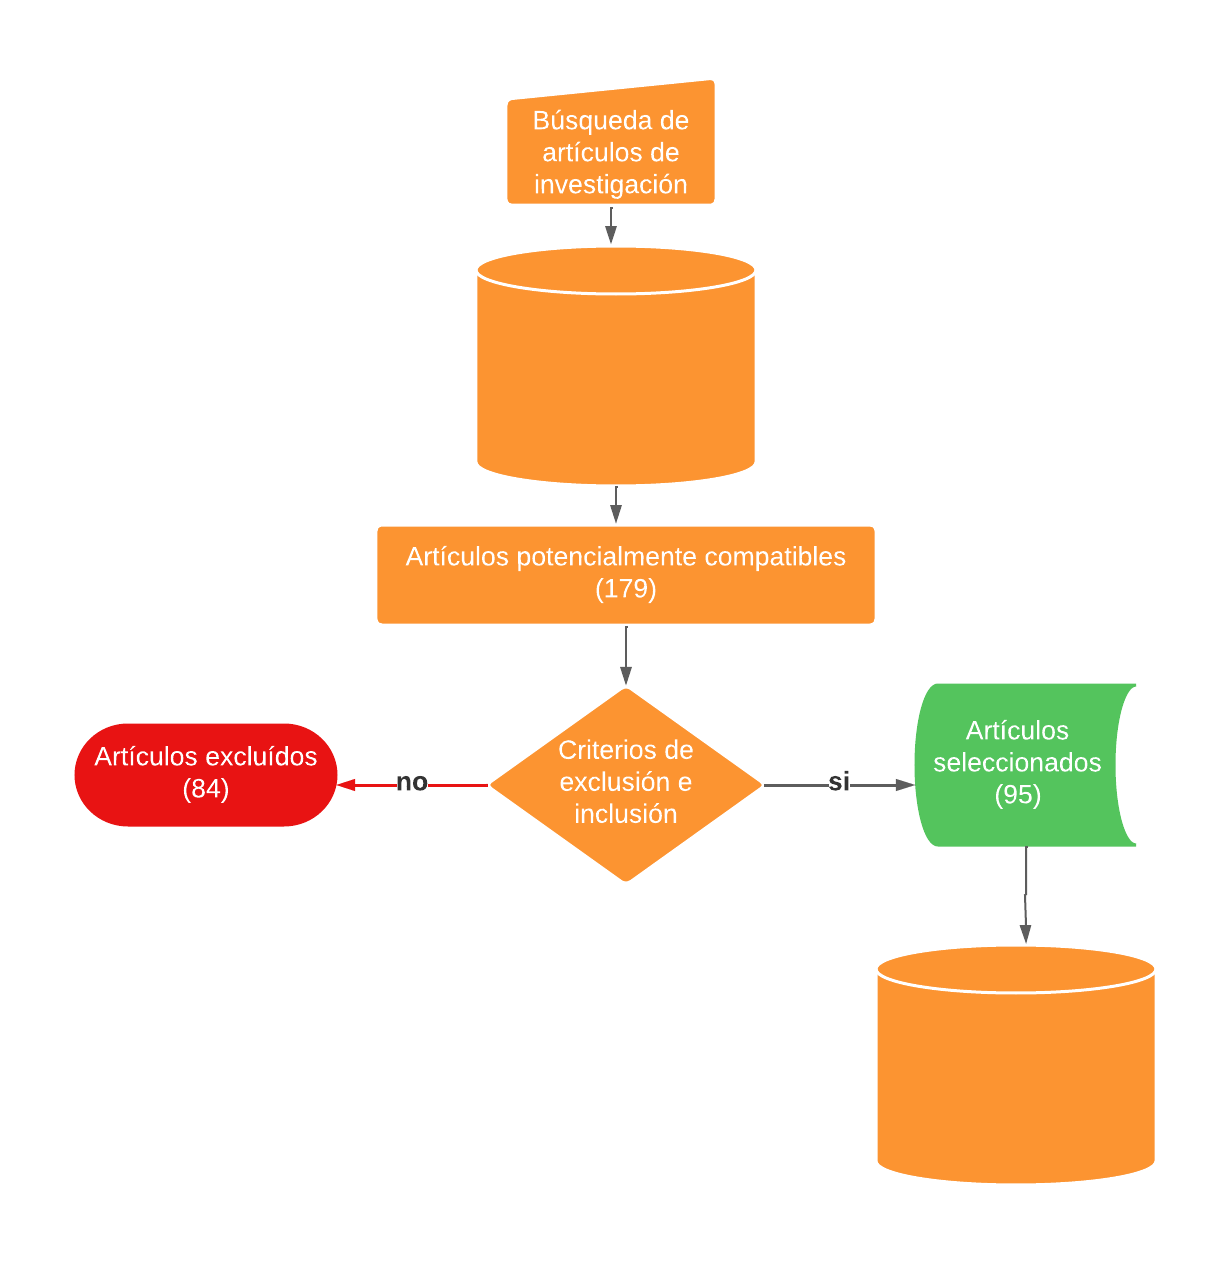 Búsqueda de
artículos de
investigación
Artículos potencialmente compatibles
(179)
Criterios de
exclusión e
inclusión
no
Artículos excluídos
(84)
si
Artículos
seleccionados
(95)